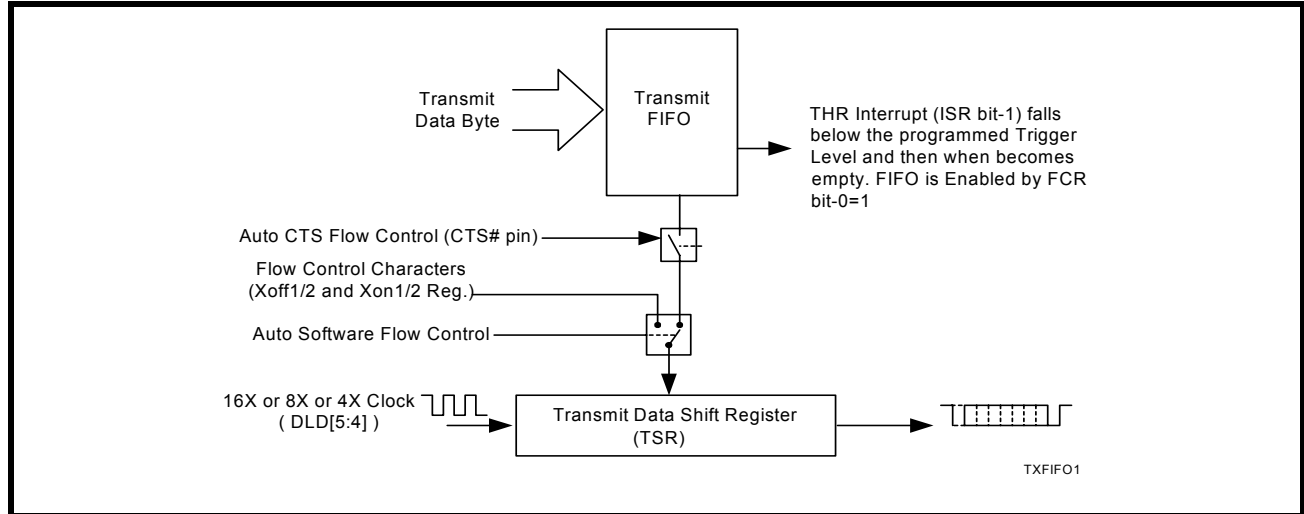 Transmit
Data Byte
Transmit
FIFO
THR Interrupt (ISR bit-1) falls
below the programmed Trigger
Level and then when becomes
empty. FIFO is Enabled by FCR
bit-0=1
Auto CTS Flow Control (CTS# pin)
Flow Control Characters
(Xoff1/2 and Xon1/2 Reg.)
Auto Software Flow Control
16X or 8X or 4X Clock
( DLD[5:4] )
Transmit Data Shift Register
(TSR)
TXFIFO1